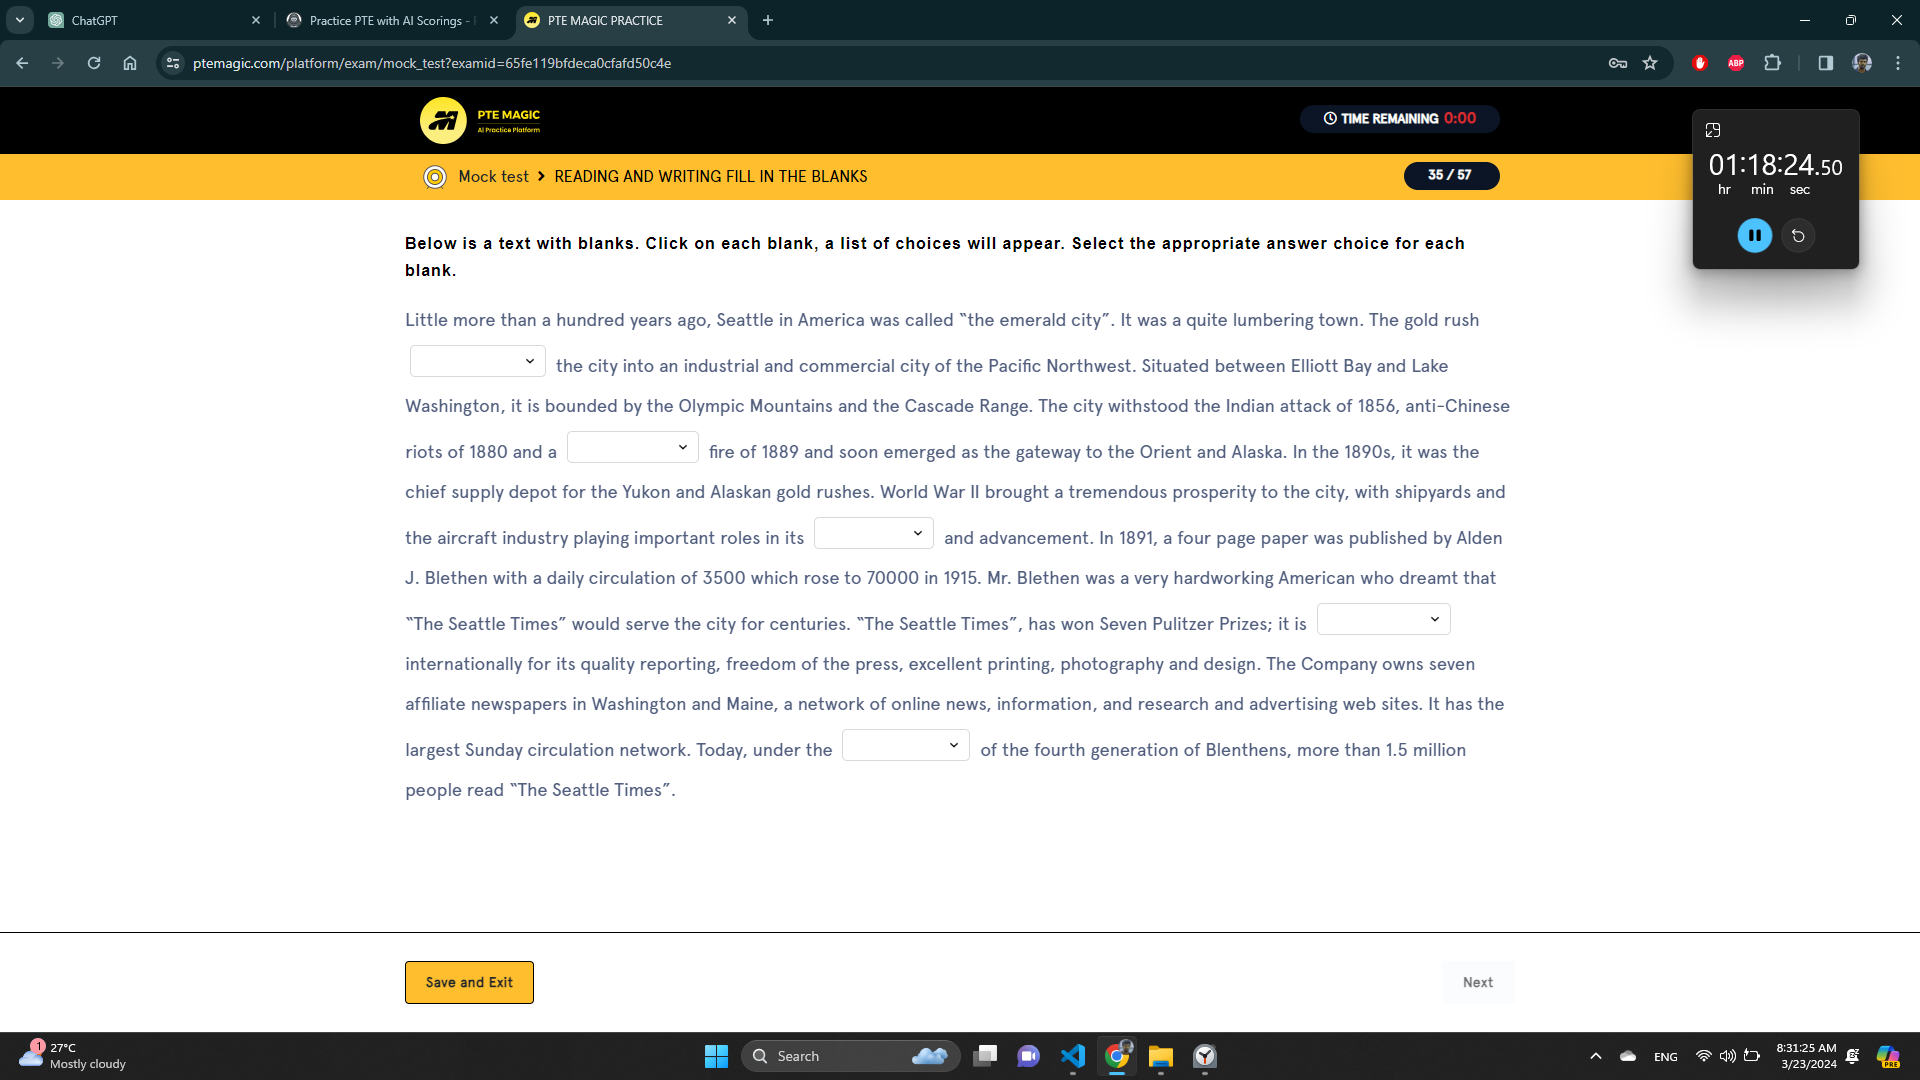 ChatGPT
Practice PTE with AI Scorings -
PTE MAGIC PRACTICE
ptemagic.com/platform/exam/mock_test?examid=65fe119bfdeca0cfafd50c4e
ABP
PTE MAGIC
AI Practice Platform
TIME REMAINING 0:00
01:18:24.50
hr min sec
Mock test > READING AND WRITING FILL IN THE BLANKS
35 / 57
Below is a text with blanks. Click on each blank, a list of choices will appear. Select the appropriate answer choice for each
blank.
Little more than a hundred years ago, Seattle in America was called “the emerald city”. It was a quite lumbering town. The gold rush
the city into an industrial and commercial city of the Pacific Northwest. Situated between Elliott Bay and Lake
Washington, it is bounded by the Olympic Mountains and the Cascade Range. The city withstood the Indian attack of 1856, anti-Chinese
riots of 1880 and a fire of 1889 and soon emerged as the gateway to the Orient and Alaska. In the 1890s, it was the
chief supply depot for the Yukon and Alaskan gold rushes. World War II brought a tremendous prosperity to the city, with shipyards and
the aircraft industry playing important roles in its and advancement. In 1891, a four page paper was published by Alden
J. Blethen with a daily circulation of 3500 which rose to 70000 in 1915. Mr. Blethen was a very hardworking American who dreamt that
“The Seattle Times” would serve the city for centuries. “The Seattle Times”, has won Seven Pulitzer Prizes; it is
internationally for its quality reporting, freedom of the press, excellent printing, photography and design. The Company owns seven
affiliate newspapers in Washington and Maine, a network of online news, information, and research and advertising web sites. It has the
largest Sunday circulation network. Today, under the of the fourth generation of Blenthens, more than 1.5 million
people read “The Seattle Times”.
Save and Exit
Next
1
27°C
Mostly cloudy
Search
ENG
8:31:25 AM
3/23/2024
PRE